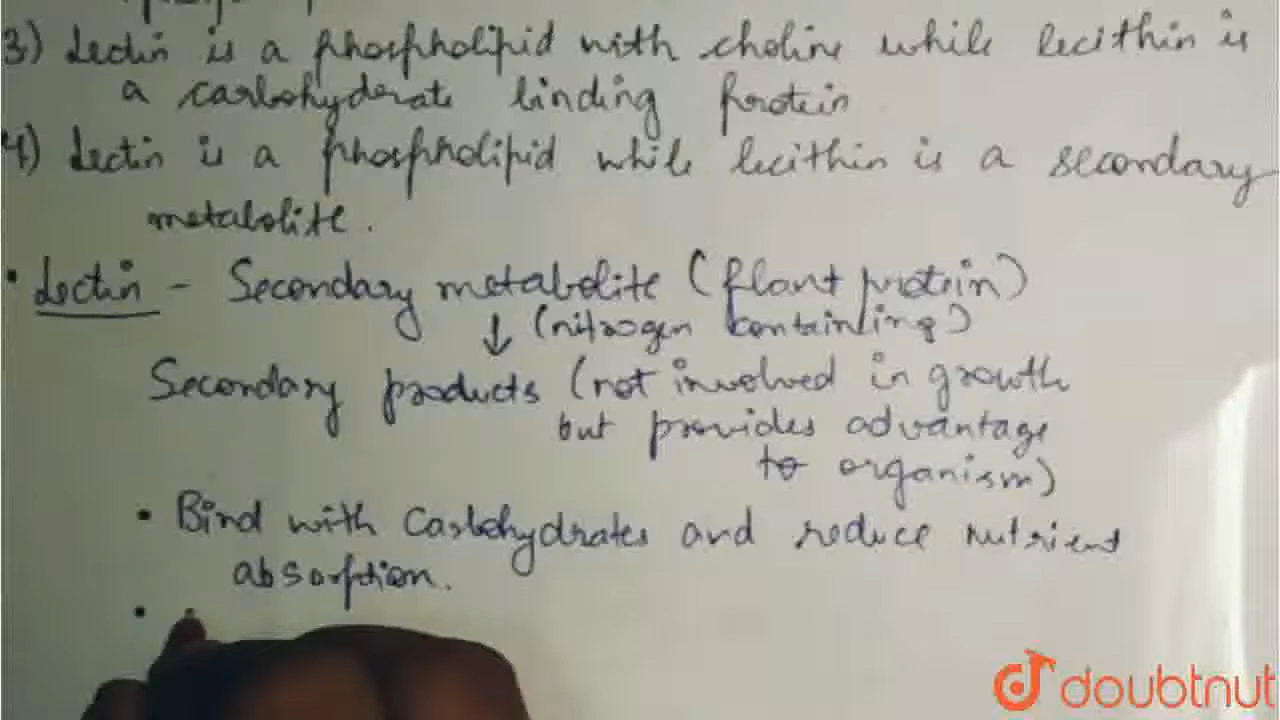 3) Lectin is a phospholipid with choline while lecithin is
a carbohyderate binding protein
4) Lectin is a phospholipid while lecithin is a secondary
metabolite.
• Lectin - Secondary metabolite (Plant protein)
↓ (nitrogen containing)
Secondary products (not involved in growth
but provides advantage
to organism)
• Bind with Carbohydrates and reduce nutrient
absorption.
•
doubtnut